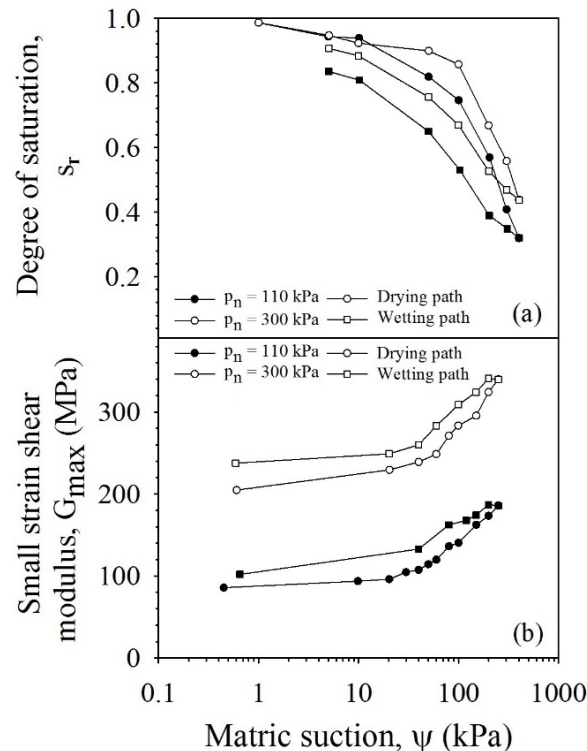 Degree of saturation,
s_r
1.0
0.8
0.6
0.4
0.2
p_n = 110 kPa
Drying path
p_n = 300 kPa
Wetting path
(a)
Small strain shear
modulus, G_max (MPa)
p_n = 110 kPa
Drying path
p_n = 300 kPa
Wetting path
300
200
100
0
(b)
0.1 1 10 100 1000
Matric suction, ψ (kPa)